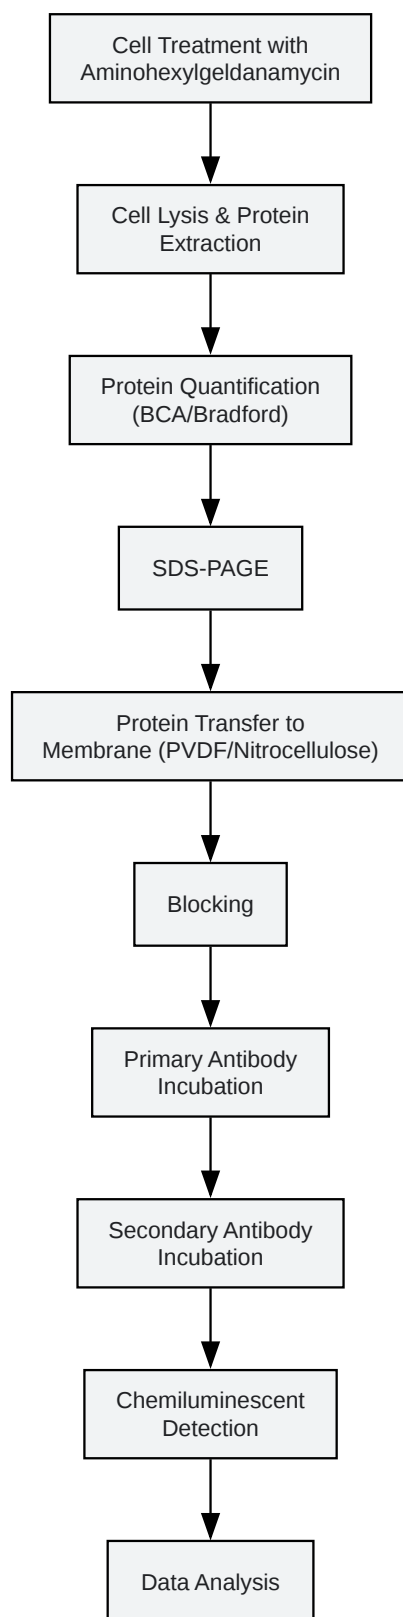 Cell Treatment with
Aminohexylgeldanamycin
Cell Lysis & Protein
Extraction
Protein Quantification
(BCA/Bradford)
SDS-PAGE
Protein Transfer to
Membrane (PVDF/Nitrocellulose)
Blocking
Primary Antibody
Incubation
Secondary Antibody
Incubation
Chemiluminescent
Detection
Data Analysis